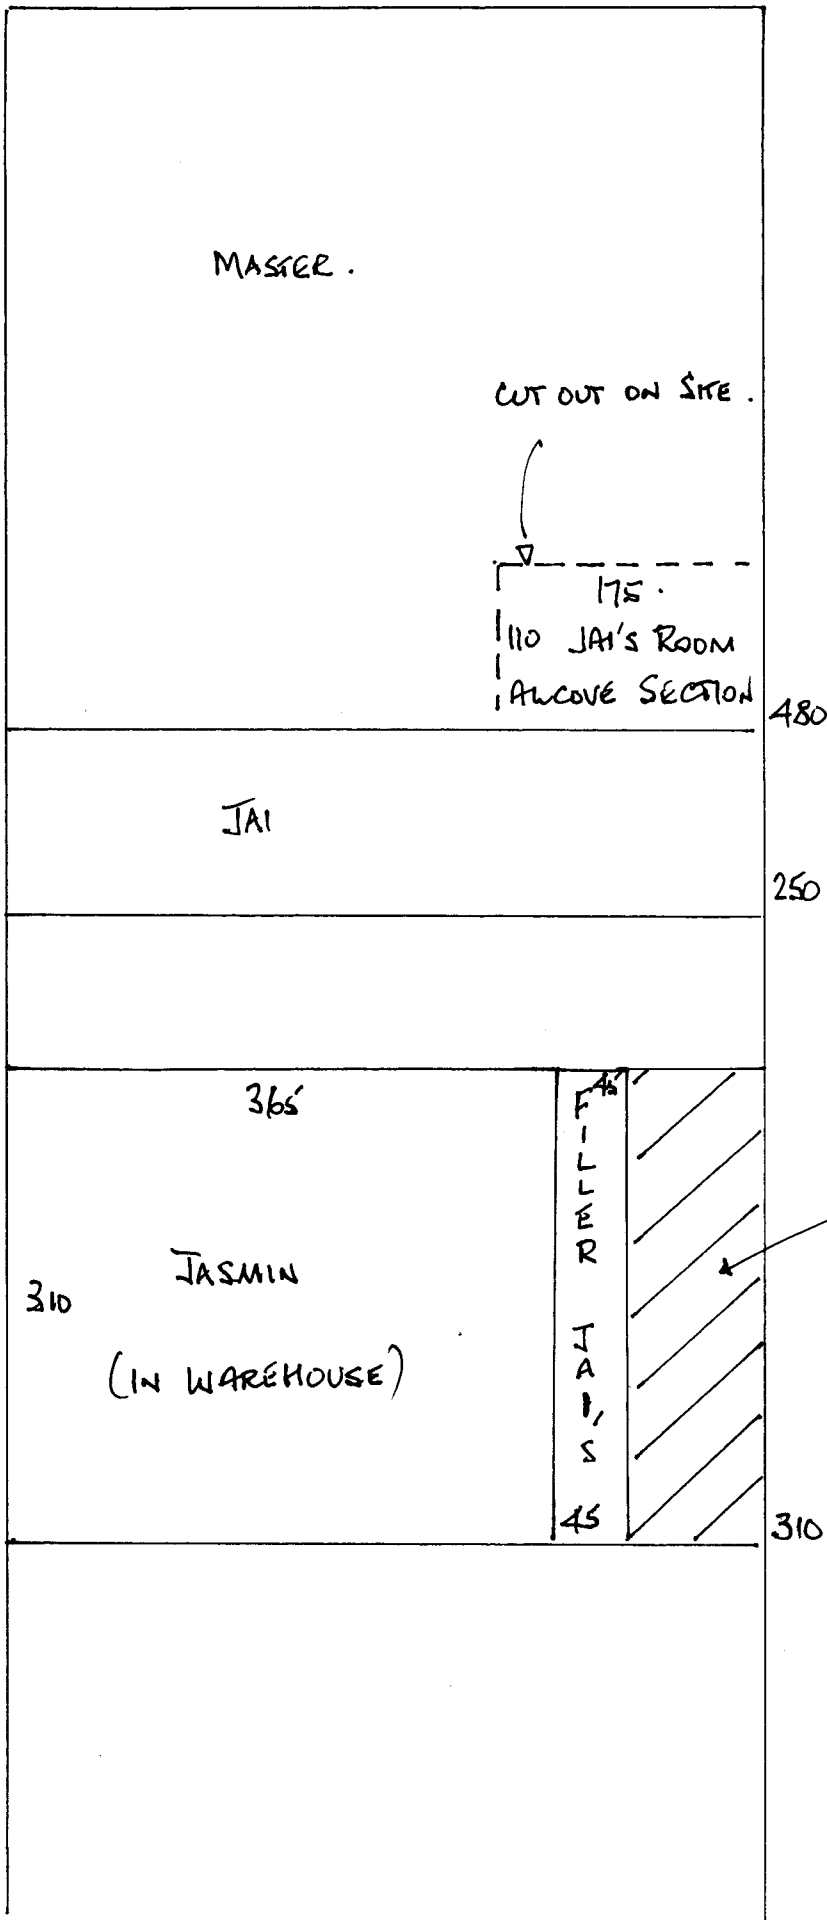 MASTER .
CUT OUT ON SITE .
175 .
110 JAI'S ROOM
ALCOVE SECTION
480
JAI
250
365
45
FILLER JAI'S
JASMIN
310
(IN WAREHOUSE)
45
310